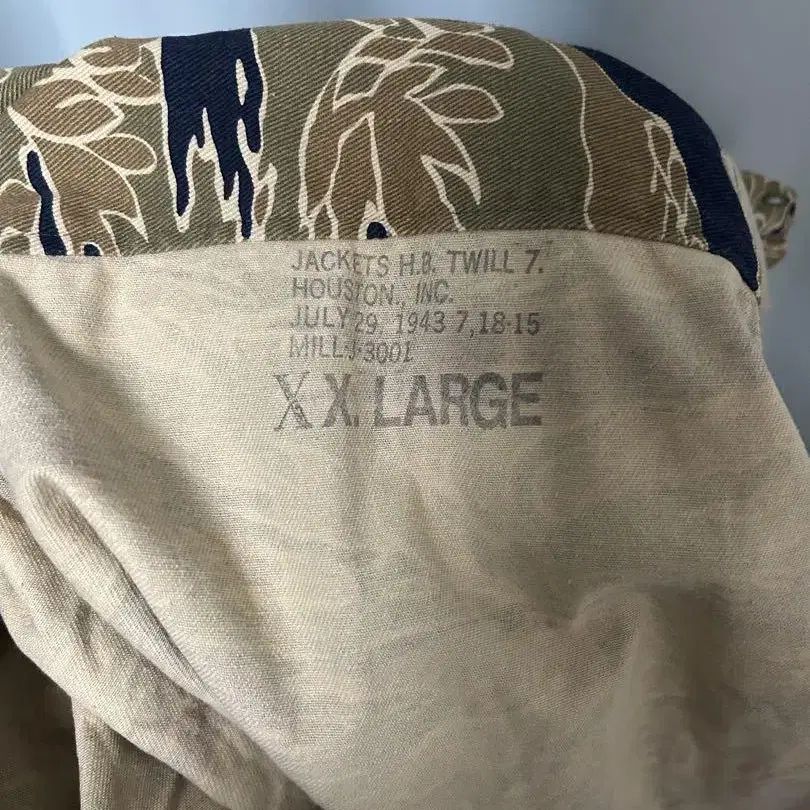 JACKETS H.B. TWILL 7.
HOUSTON., INC.
JULY 29, 1943 7,18-15
MILL-J-3001
XX. LARGE